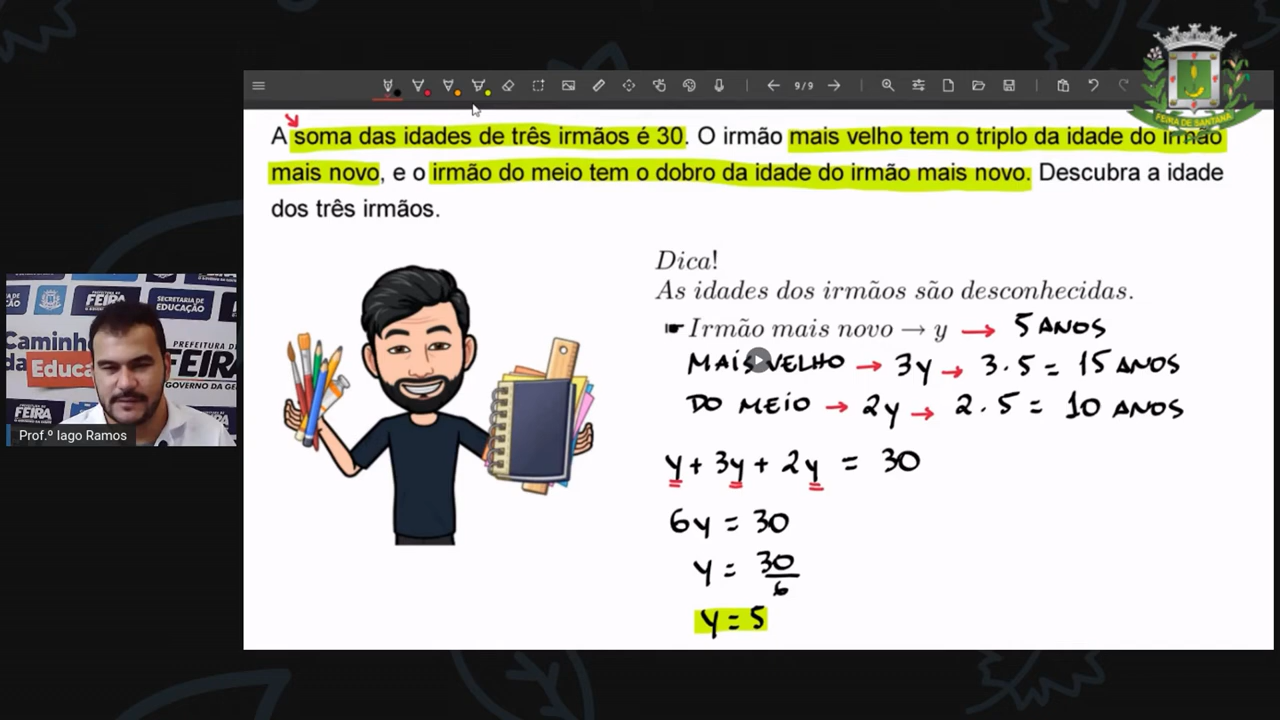 9/9
FEIRA DE SANTANA
A soma das idades de três irmãos é 30. O irmão mais velho tem o triplo da idade do irmão
mais novo, e o irmão do meio tem o dobro da idade do irmão mais novo. Descubra a idade
dos três irmãos.
Dica!
As idades dos irmãos são desconhecidas.
☛ Irmão mais novo → y → 5 ANOS
MAIS VELHO → 3y → 3.5 = 15 ANOS
DO MEIO → 2y → 2.5 = 10 ANOS
y + 3y + 2y = 30
6y = 30
y = 30/6
y = 5
FEIRA
SECRETARIA DE
EDUCAÇÃO
PREFEITURA D
Caminho
FEIRA
da Educa
GOVERNO DA GE
FEIRA
Prof.º Iago Ramos